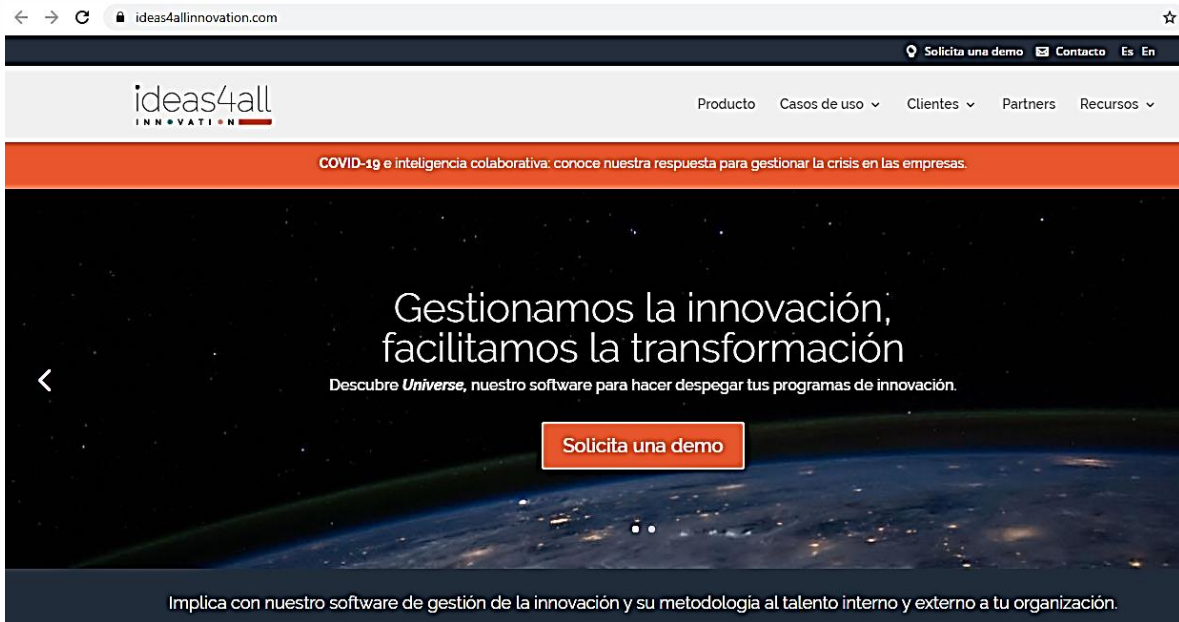 ideas4allinnovation.com
Solicita una demo Contacto Es En
ideas4all
INNOVATION
Producto Casos de uso Clientes Partners Recursos
COVID-19 e inteligencia colaborativa: conoce nuestra respuesta para gestionar la crisis en las empresas.
Gestionamos la innovación,
facilitamos la transformación
Descubre Universe, nuestro software para hacer despegar tus programas de innovación.
Solicita una demo
Implica con nuestro software de gestión de la innovación y su metodología al talento interno y externo a tu organización.